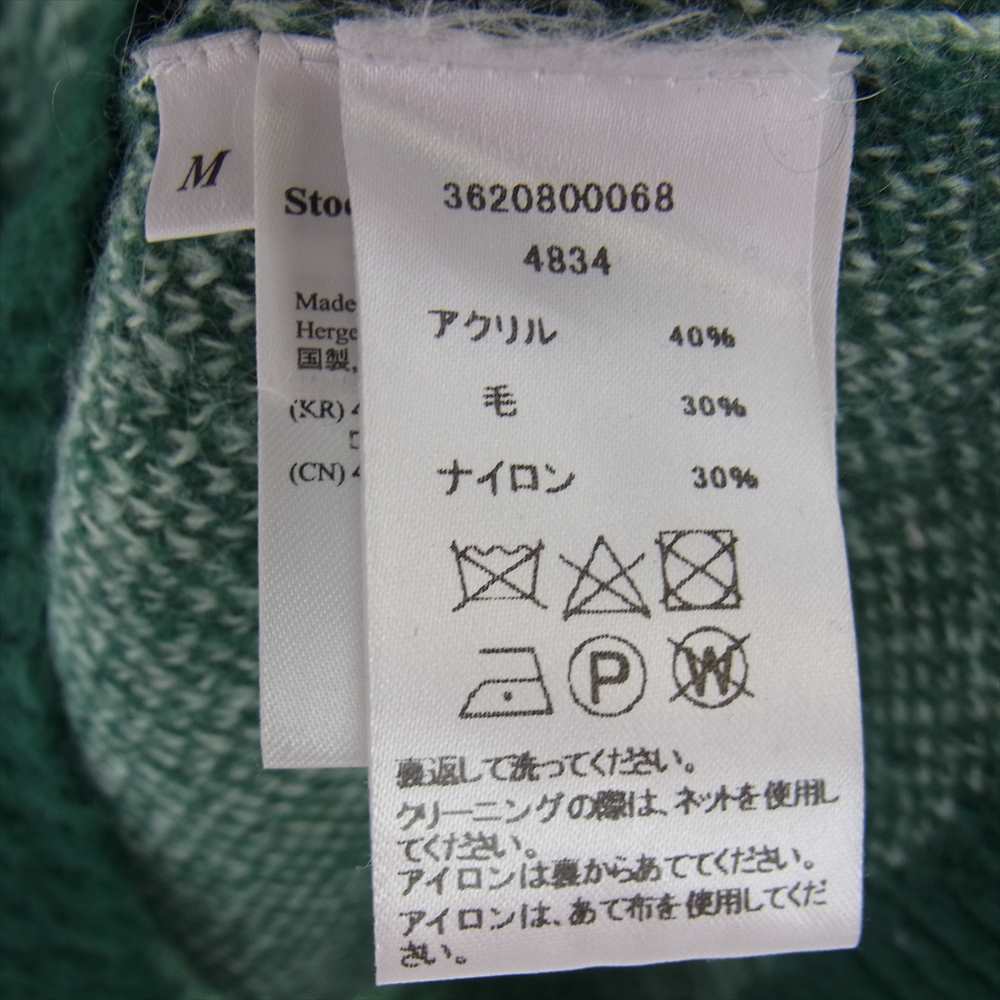 M
Stoc
Made
Herge
国製,
(KR) 4
(CN) 4
3620800068
4834
アクリル 40%
毛 30%
ナイロン 30%
P W
裏返して洗ってください。
クリーニングの際は、ネットを使用し
てください。
アイロンは裏からあててください。
アイロンは、あて布を使用してくだ
さい。